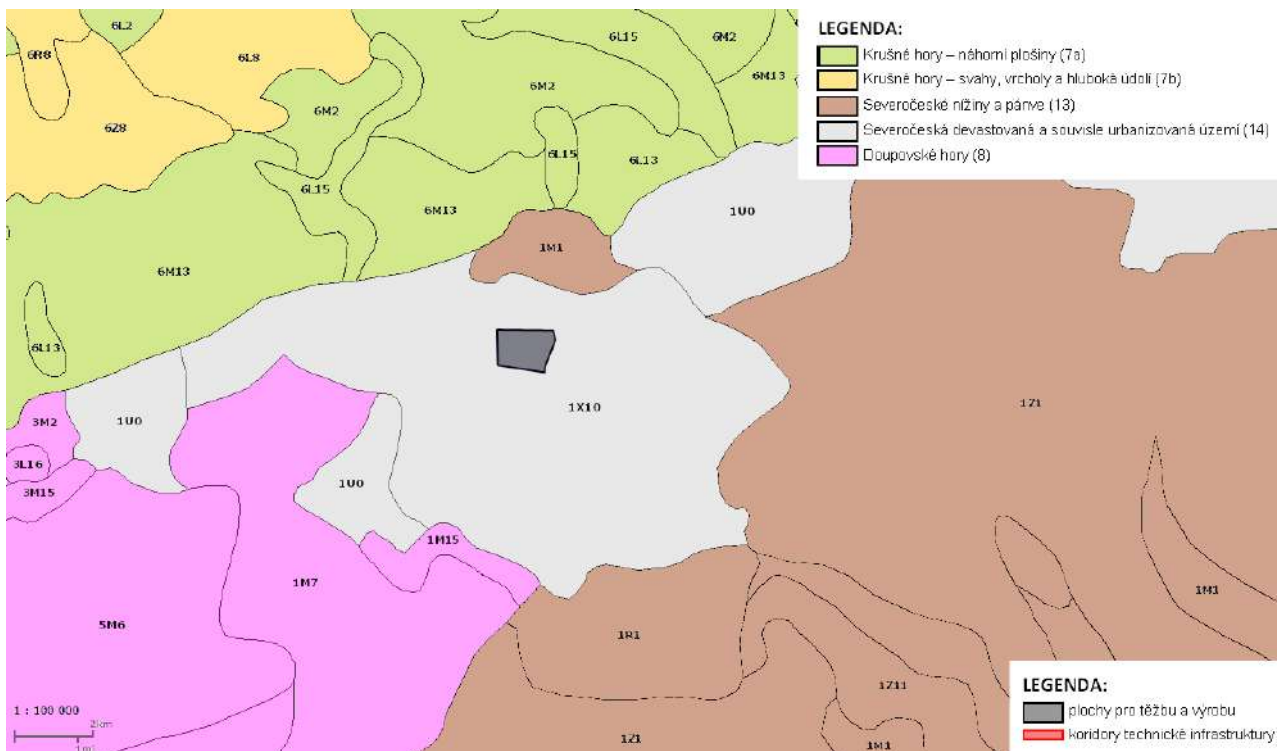 6L2
6R8
6L8
6L15
6M2
LEGENDA:
Krušné hory – náhorní plošiny (7a)
Krušné hory – svahy, vrcholy a hluboká údolí (7b)
Severočeské nížiny a pánve (13)
Severočeská devastovaná a souvisle urbanizovaná území (14)
Doupovské hory (8)
6M13
6M2
6M2
6Z8
6L15
6L13
6L15
6M13
1U0
1M1
6M13
6L13
1Z1
1X10
3M2
1U0
3L16
1U0
3M15
1M15
1M7
1M1
5M6
1R1
1Z11
LEGENDA:
plochy pro těžbu a výrobu
koridory technické infrastruktury
1 : 100 000
2km
1mi
1Z1
1M1